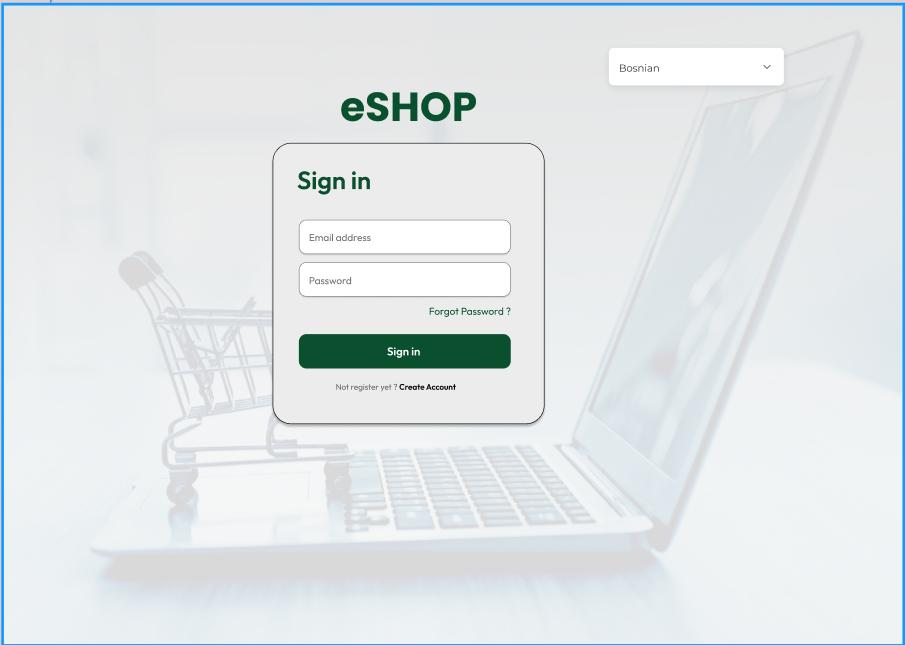 Bosnian
eSHOP
Sign in
Email address
Password
Forgot Password ?
Sign in
Not register yet ? Create Account